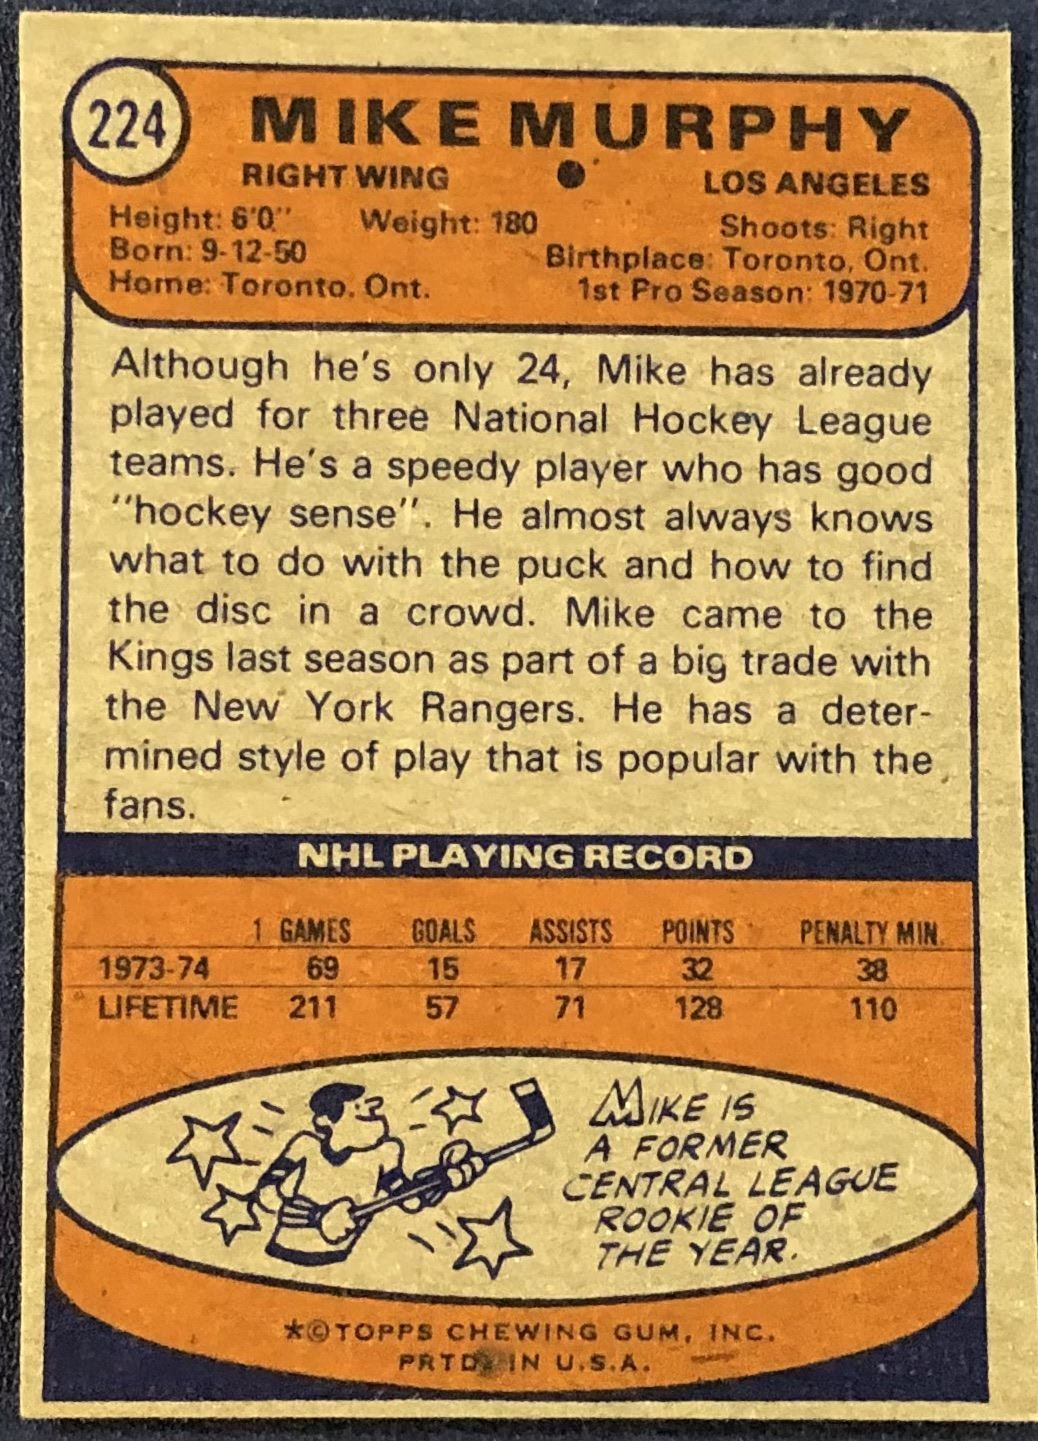 224
MIKE MURPHY
RIGHT WING • LOS ANGELES
Height: 6'0" Weight: 180 Shoots: Right
Born: 9-12-50 Birthplace: Toronto, Ont.
Home: Toronto, Ont. 1st Pro Season: 1970-71
Although he's only 24, Mike has already
played for three National Hockey League
teams. He's a speedy player who has good
"hockey sense". He almost always knows
what to do with the puck and how to find
the disc in a crowd. Mike came to the
Kings last season as part of a big trade with
the New York Rangers. He has a deter-
mined style of play that is popular with the
fans.
NHL PLAYING RECORD
1 GAMES GOALS ASSISTS POINTS PENALTY MIN.
1973-74 69 15 17 32 38
LIFETIME 211 57 71 128 110
MIKE IS
A FORMER
CENTRAL LEAGUE
ROOKIE OF
THE YEAR.
*©TOPPS CHEWING GUM, INC.
PRTD. IN U.S.A.